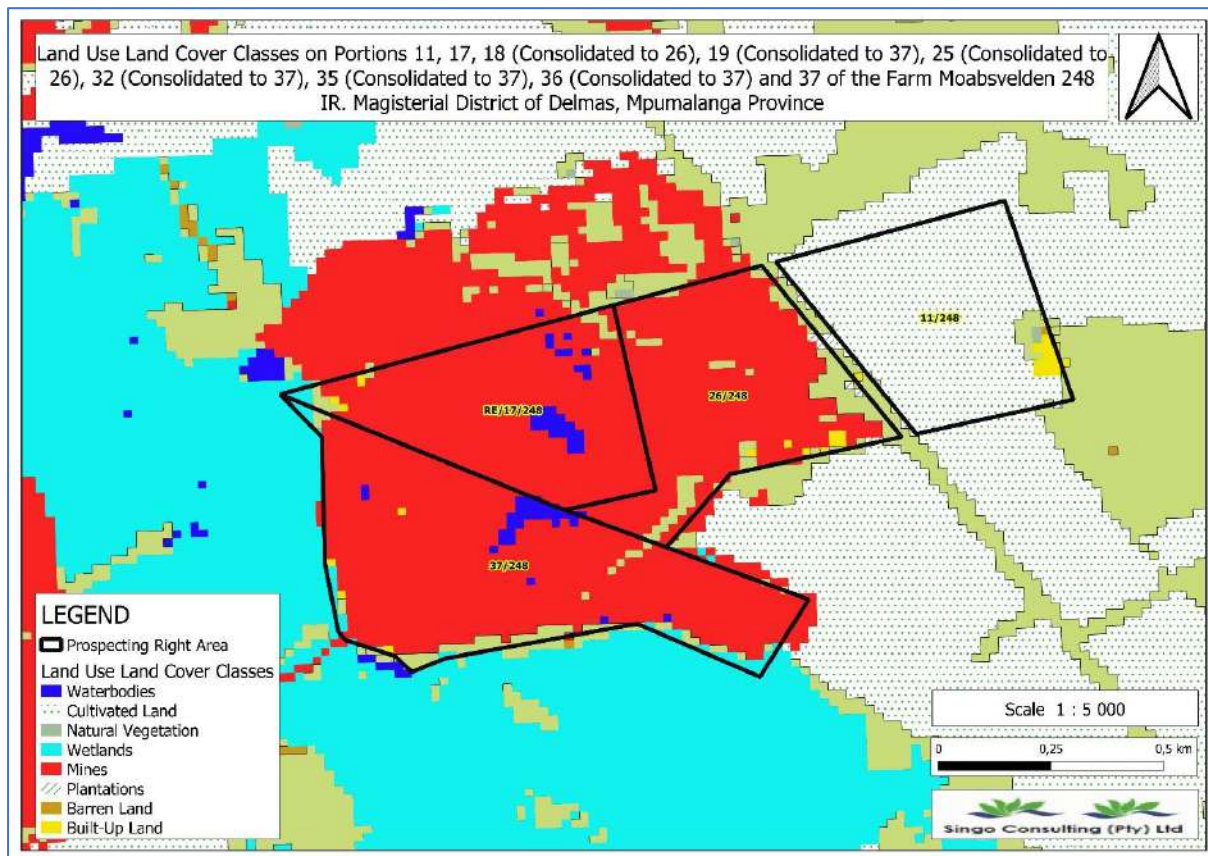 Land Use Land Cover Classes on Portions 11, 17, 18 (Consolidated to 26), 19 (Consolidated to 37), 25 (Consolidated to
26), 32 (Consolidated to 37), 35 (Consolidated to 37), 36 (Consolidated to 37) and 37 of the Farm Moabsvelden 248
IR. Magisterial District of Delmas, Mpumalanga Province
11/248
26/248
RE/17/248
37/248
LEGEND
Prospecting Right Area
Land Use Land Cover Classes
Waterbodies
Cultivated Land
Natural Vegetation
Wetlands
Mines
Plantations
Barren Land
Built-Up Land
Scale 1 : 5 000
0 0,25 0,5 km
Singo Consulting (Pty) Ltd